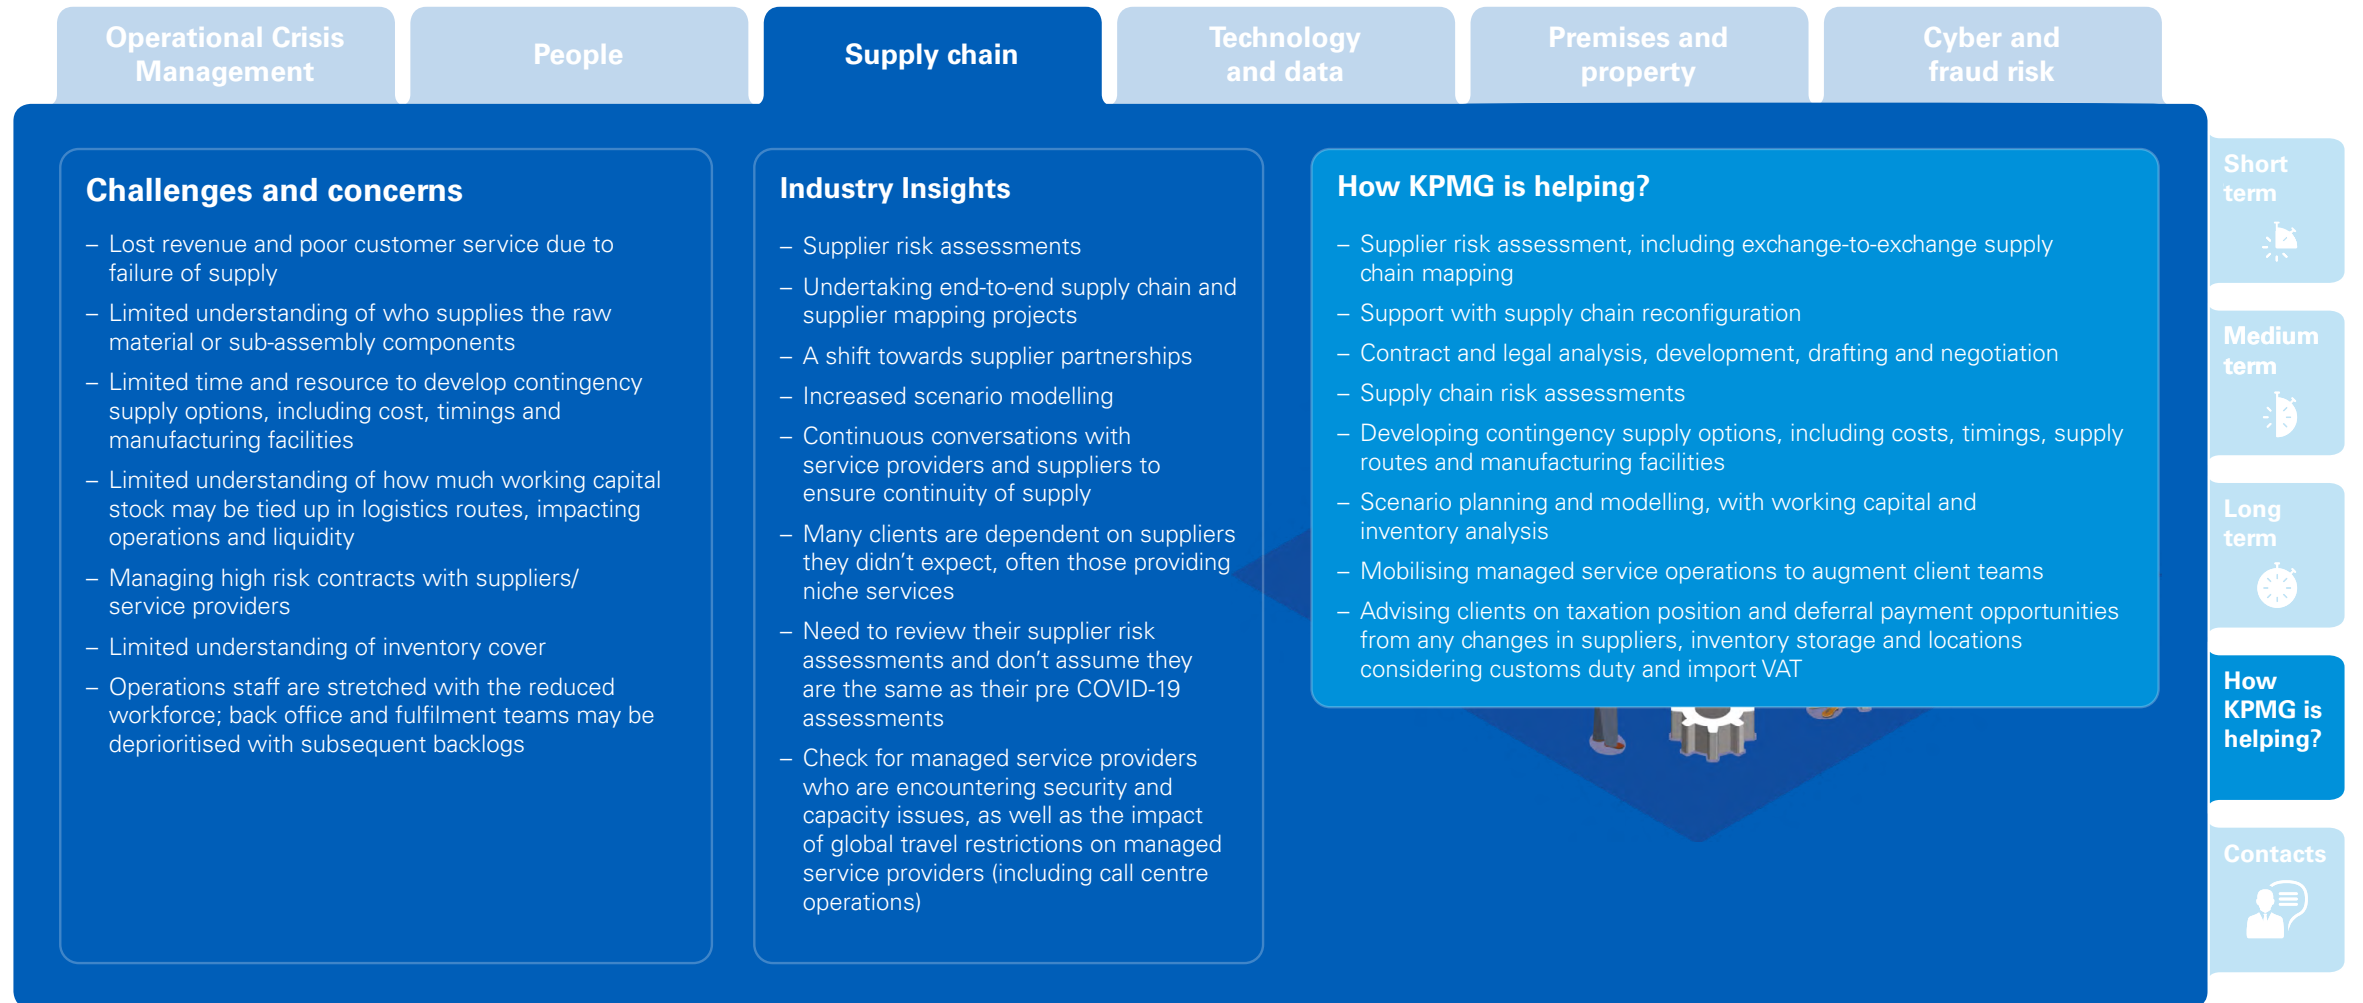 Operational Crisis
Management
People
Supply chain
Technology
and data
Premises and
property
Cyber and
fraud risk
Challenges and concerns
– Lost revenue and poor customer service due to
failure of supply
– Limited understanding of who supplies the raw
material or sub-assembly components
– Limited time and resource to develop contingency
supply options, including cost, timings and
manufacturing facilities
– Limited understanding of how much working capital
stock may be tied up in logistics routes, impacting
operations and liquidity
– Managing high risk contracts with suppliers/
service providers
– Limited understanding of inventory cover
– Operations staff are stretched with the reduced
workforce; back office and fulfilment teams may be
deprioritised with subsequent backlogs
Industry Insights
– Supplier risk assessments
– Undertaking end-to-end supply chain and
supplier mapping projects
– A shift towards supplier partnerships
– Increased scenario modelling
– Continuous conversations with
service providers and suppliers to
ensure continuity of supply
– Many clients are dependent on suppliers
they didn't expect, often those providing
niche services
– Need to review their supplier risk
assessments and don't assume they
are the same as their pre COVID-19
assessments
– Check for managed service providers
who are encountering security and
capacity issues, as well as the impact
of global travel restrictions on managed
service providers (including call centre
operations)
How KPMG is helping?
– Supplier risk assessment, including exchange-to-exchange supply
chain mapping
– Support with supply chain reconfiguration
– Contract and legal analysis, development, drafting and negotiation
– Supply chain risk assessments
– Developing contingency supply options, including costs, timings, supply
routes and manufacturing facilities
– Scenario planning and modelling, with working capital and
inventory analysis
– Mobilising managed service operations to augment client teams
– Advising clients on taxation position and deferral payment opportunities
from any changes in suppliers, inventory storage and locations
considering customs duty and import VAT
Short
term
Medium
term
Long
term
How
KPMG is
helping?
Contacts